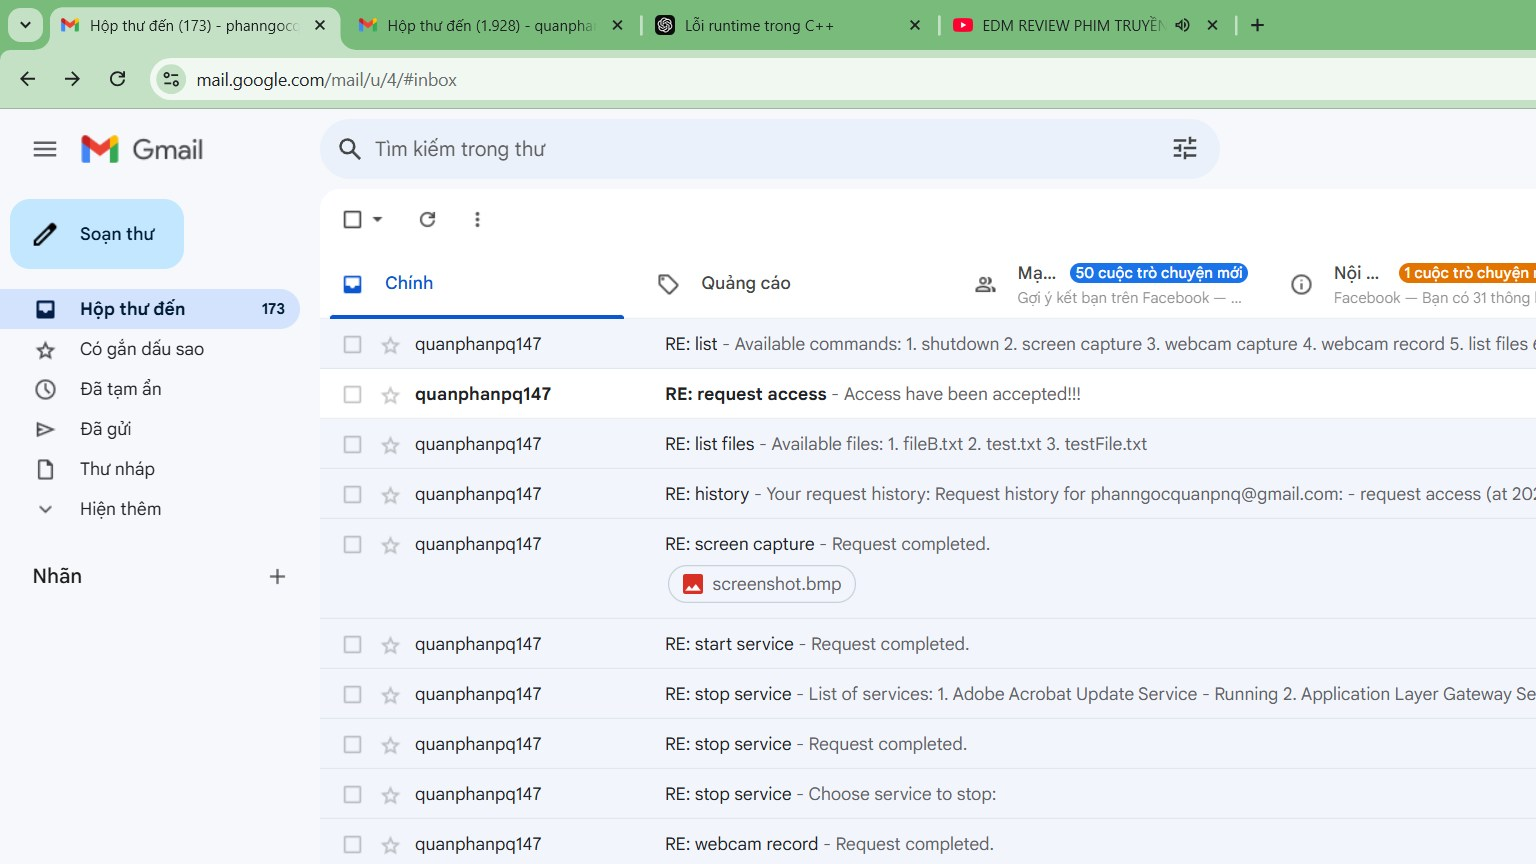 Hộp thư đến (173) - phanngocq
Hộp thư đến (1.928) - quanpha
Lỗi runtime trong C++
EDM REVIEW PHIM TRUYỀN
mail.google.com/mail/u/4/#inbox
Gmail
Tìm kiếm trong thư
Soạn thư
Hộp thư đến 173
Có gắn dấu sao
Đã tạm ẩn
Đã gửi
Thư nháp
Hiện thêm
Nhãn
Chính
Quảng cáo
Mạ... 50 cuộc trò chuyện mới
Gợi ý kết bạn trên Facebook — ...
Nội ... 1 cuộc trò chuyện
Facebook — Bạn có 31 thông
quanphanpq147 RE: list - Available commands: 1. shutdown 2. screen capture 3. webcam capture 4. webcam record 5. list files
quanphanpq147 RE: request access - Access have been accepted!!!
quanphanpq147 RE: list files - Available files: 1. fileB.txt 2. test.txt 3. testFile.txt
quanphanpq147 RE: history - Your request history: Request history for phanngocquanpnq@gmail.com: - request access (at 202
quanphanpq147 RE: screen capture - Request completed.
screenshot.bmp
quanphanpq147 RE: start service - Request completed.
quanphanpq147 RE: stop service - List of services: 1. Adobe Acrobat Update Service - Running 2. Application Layer Gateway Se
quanphanpq147 RE: stop service - Request completed.
quanphanpq147 RE: stop service - Choose service to stop:
quanphanpq147 RE: webcam record - Request completed.